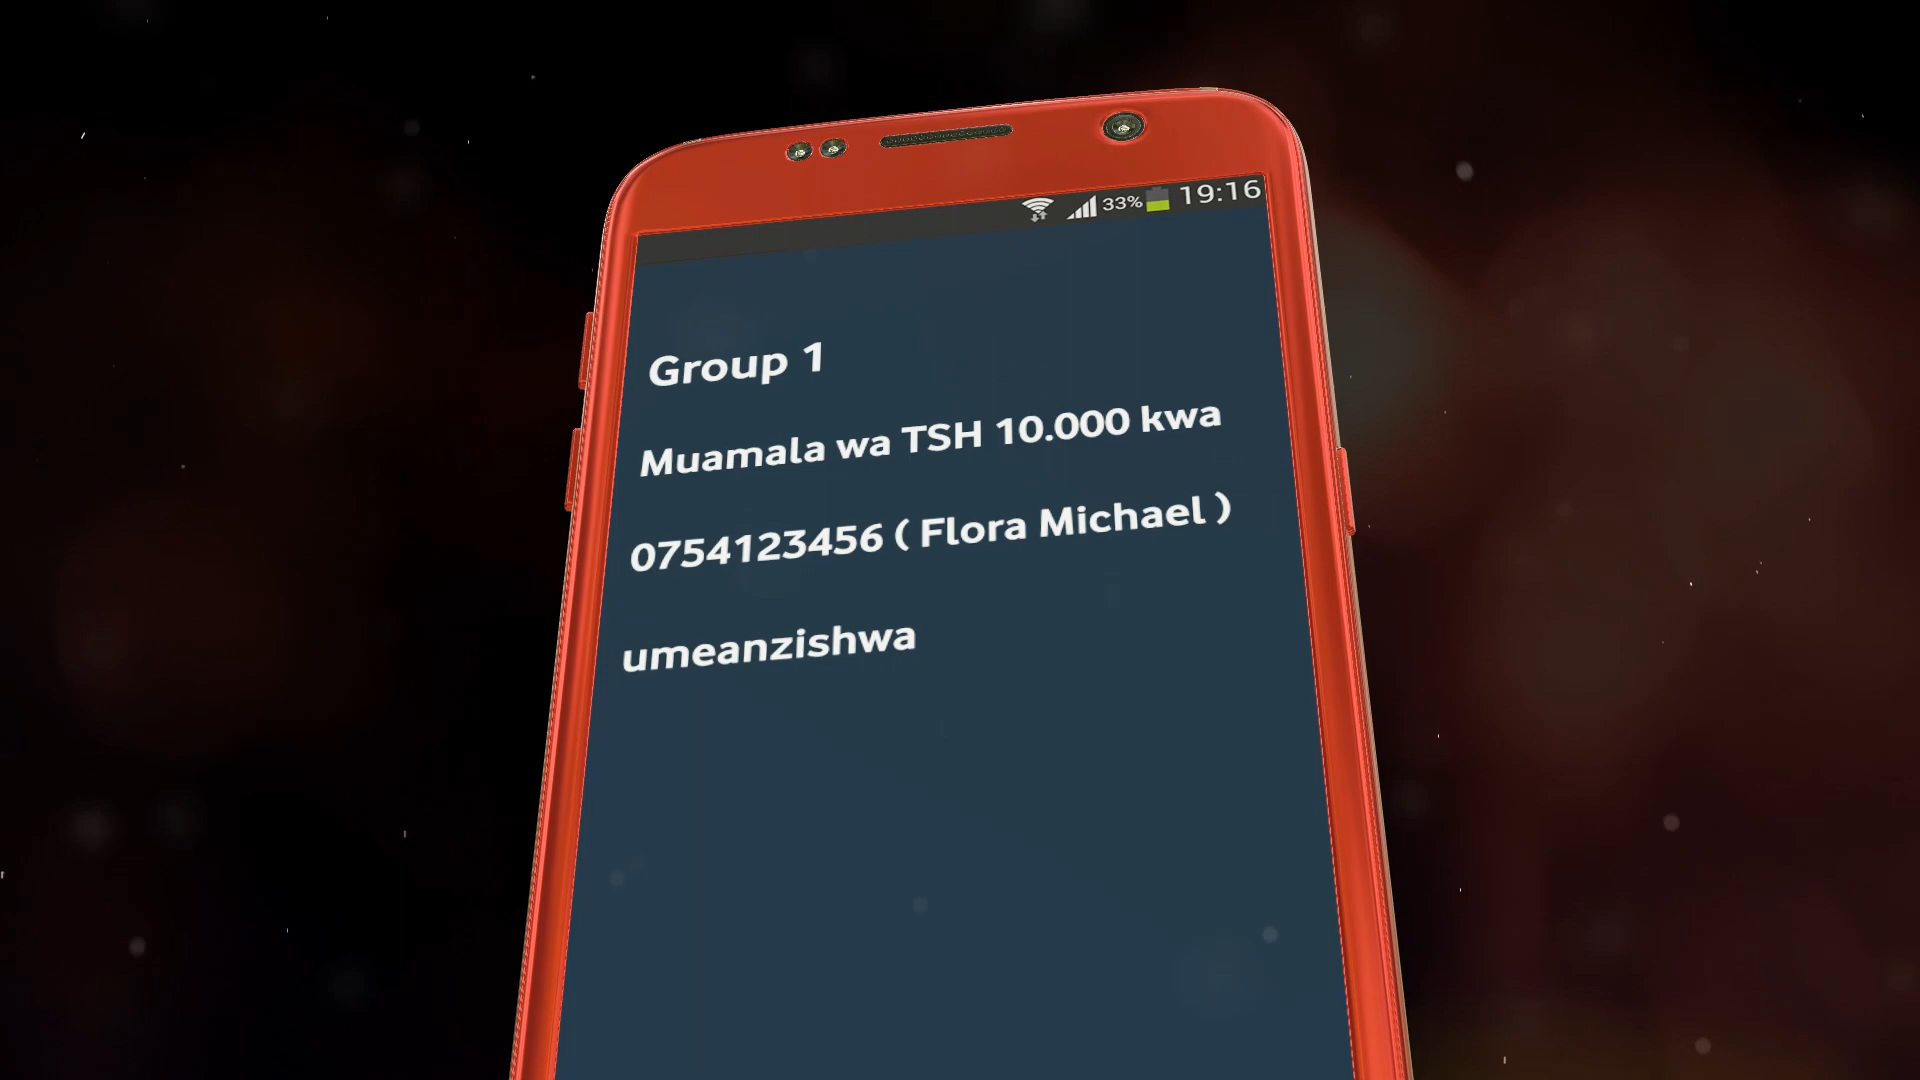 33% 19:16
Group 1
Muamala wa TSH 10.000 kwa
0754123456 ( Flora Michael )
umeanzishwa